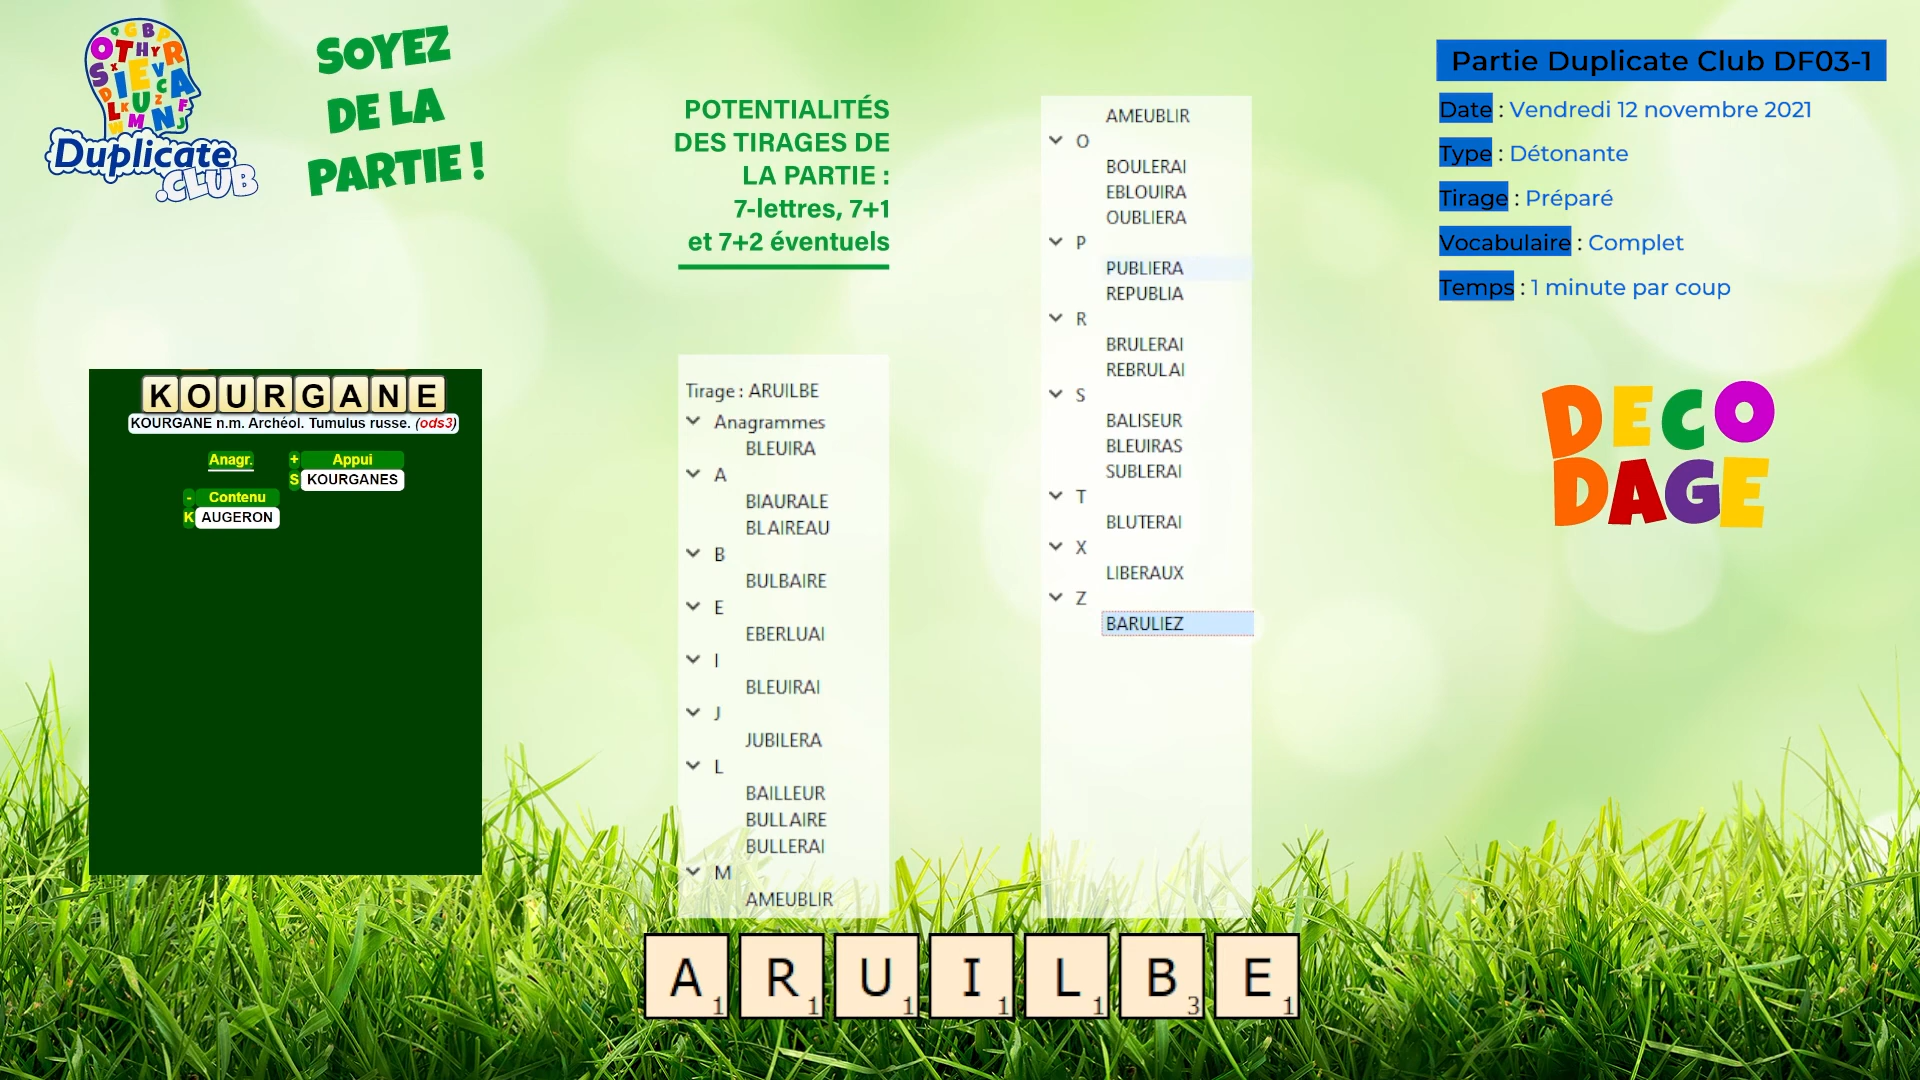 Duplicate
.CLUB
SOYEZ
DE LA
PARTIE !
KOURGANE
KOURGANE n.m. Archéol. Tumulus russe. (ods3)
Anagr.
+ Appui
S KOURGANES
- Contenu
K AUGERON
POTENTIALITÉS
DES TIRAGES DE
LA PARTIE :
7-lettres, 7+1
et 7+2 éventuels
Tirage : ARUILBE
Anagrammes
BLEUIRA
A
BIAURALE
BLAIREAU
B
BULBAIRE
E
EBERLUAI
I
BLEUIRAI
J
JUBILERA
L
BAILLEUR
BULLAIRE
BULLERAI
M
AMEUBLIR
AMEUBLIR
O
BOULERAI
EBLOUIRA
OUBLIERA
P
PUBLIERA
REPUBLIA
R
BRULERAI
REBRULAI
S
BALISEUR
BLEUIRAS
SUBLERAI
T
BLUTERAI
X
LIBERAUX
Z
BARULIEZ
Partie Duplicate Club DF03-1
Date : Vendredi 12 novembre 2021
Type : Détonante
Tirage : Préparé
Vocabulaire : Complet
Temps : 1 minute par coup
DECO
DAGE
A1 R1 U1 I1 L1 B3 E1